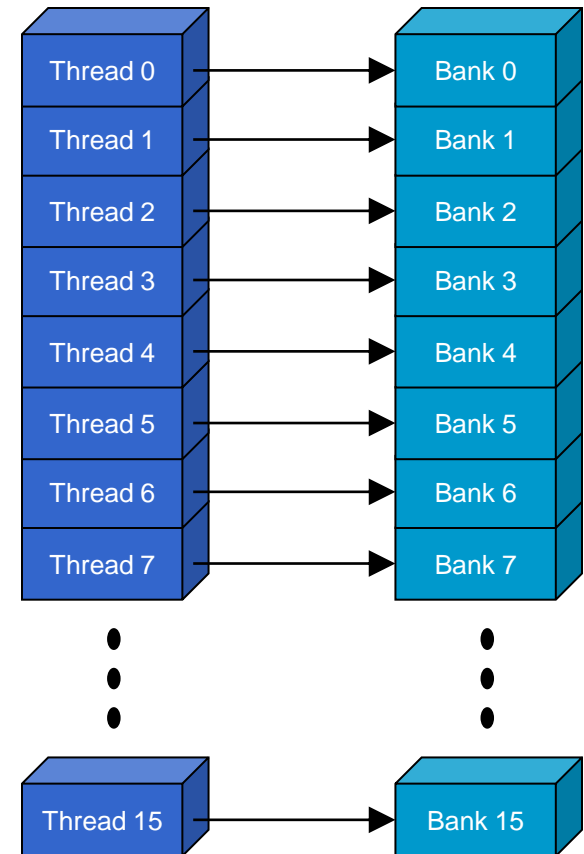 Thread 0
Bank 0
Thread 1
Bank 1
Thread 2
Bank 2
Thread 3
Bank 3
Thread 4
Bank 4
Thread 5
Bank 5
Thread 6
Bank 6
Thread 7
Bank 7
Thread 15
Bank 15